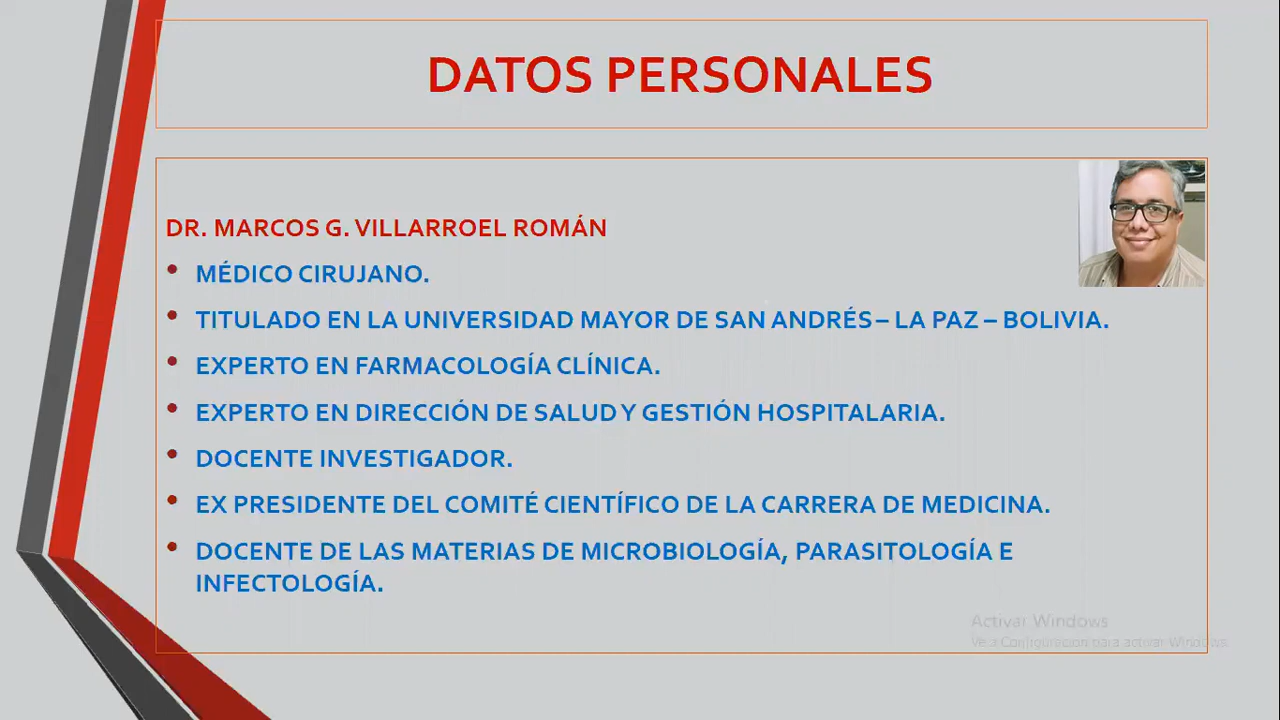 DATOS PERSONALES
DR. MARCOS G. VILLARROEL ROMÁN
• MÉDICO CIRUJANO.
• TITULADO EN LA UNIVERSIDAD MAYOR DE SAN ANDRÉS – LA PAZ – BOLIVIA.
• EXPERTO EN FARMACOLOGÍA CLÍNICA.
• EXPERTO EN DIRECCIÓN DE SALUD Y GESTIÓN HOSPITALARIA.
• DOCENTE INVESTIGADOR.
• EX PRESIDENTE DEL COMITÉ CIENTÍFICO DE LA CARRERA DE MEDICINA.
• DOCENTE DE LAS MATERIAS DE MICROBIOLOGÍA, PARASITOLOGÍA E
INFECTOLOGÍA.
Activar Windows
Ve a Configuración para activar Windows.